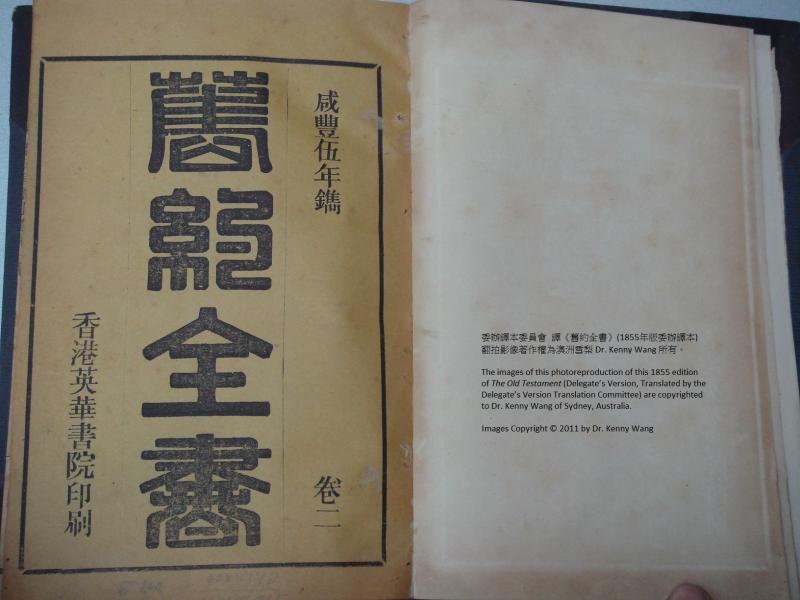 咸豐伍年鐫
舊約全書
卷二
香港英華書院印刷
委辦譯本委員會 譯《舊約全書》(1855年版委辦譯本)
翻拍影像著作權為澳洲雪梨 Dr. Kenny Wang 所有。
The images of this photoreproduction of this 1855 edition
of The Old Testament (Delegate's Version, Translated by the
Delegate's Version Translation Committee) are copyrighted
to Dr. Kenny Wang of Sydney, Australia.
Images Copyright © 2011 by Dr. Kenny Wang